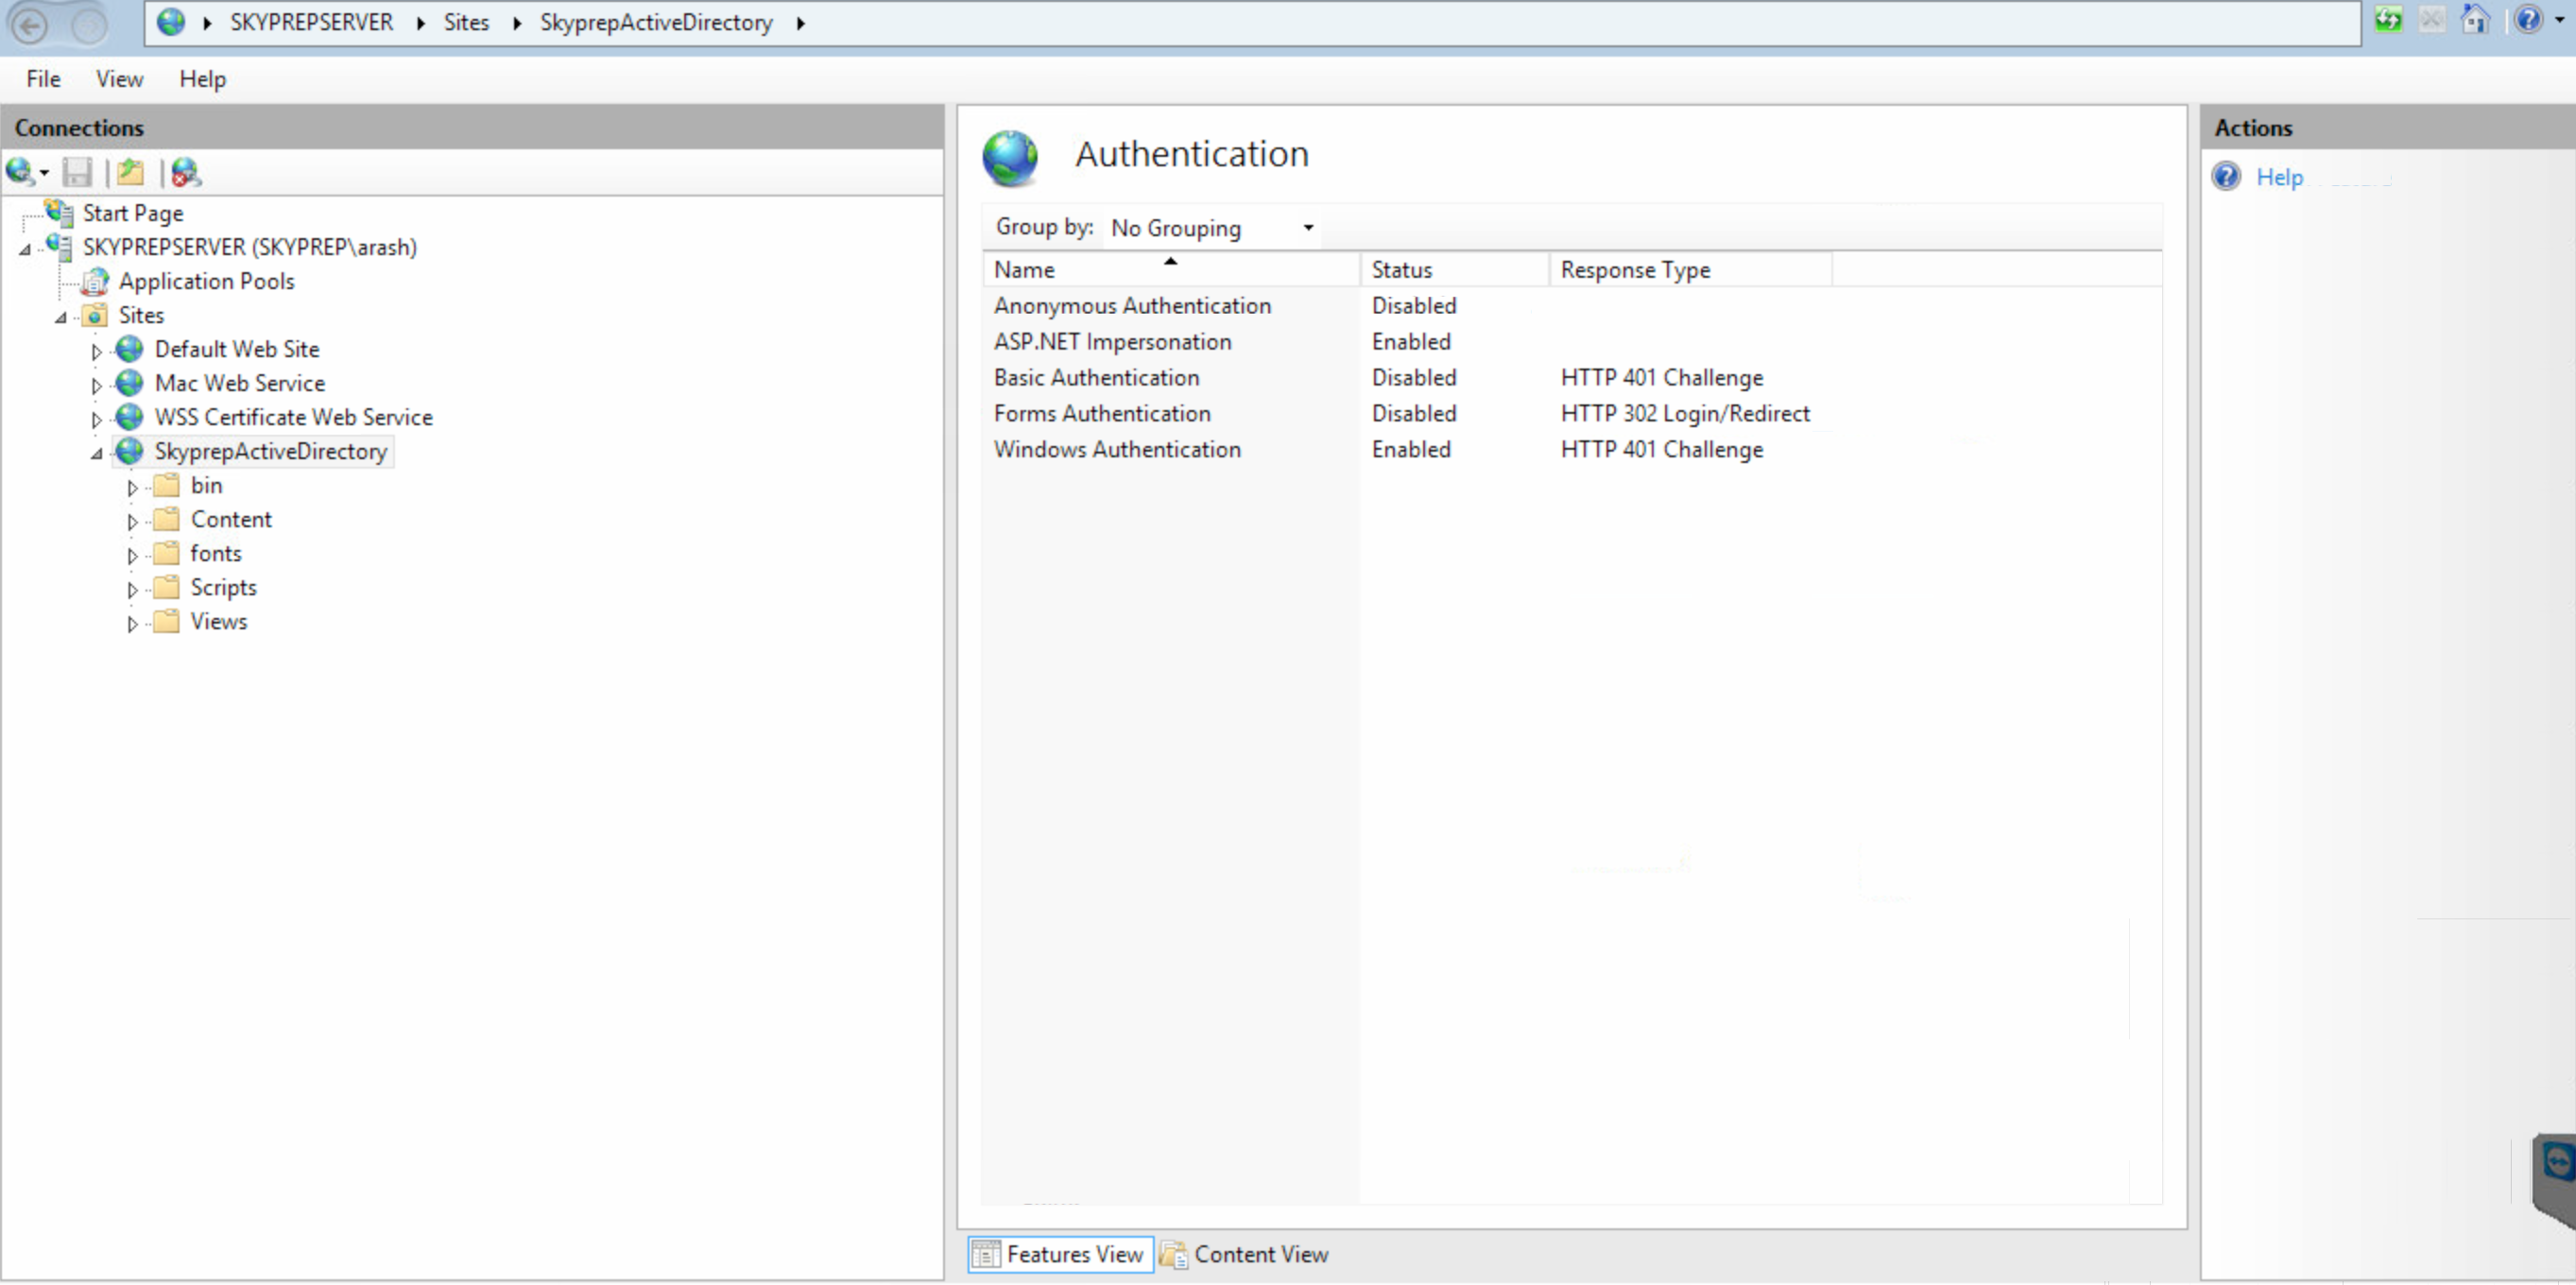 SKYPREPSERVER Sites SkyprepActiveDirectory
File View Help
Connections
Start Page
SKYPREPSERVER (SKYPREP\arash)
Application Pools
Sites
Default Web Site
Mac Web Service
WSS Certificate Web Service
SkyprepActiveDirectory
bin
Content
fonts
Scripts
Views
Authentication
Group by: No Grouping
Name Status Response Type
Anonymous Authentication Disabled
ASP.NET Impersonation Enabled
Basic Authentication Disabled HTTP 401 Challenge
Forms Authentication Disabled HTTP 302 Login/Redirect
Windows Authentication Enabled HTTP 401 Challenge
Features View Content View
Actions
Help